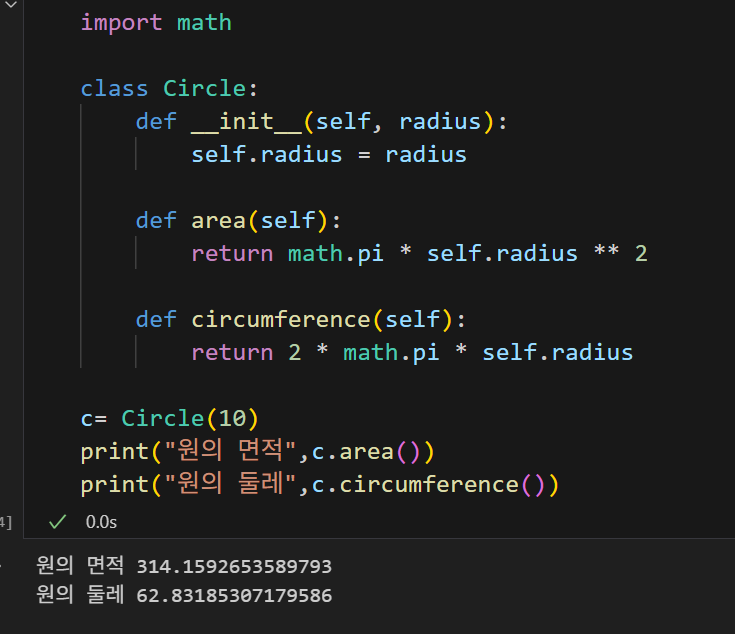 import math
class Circle:
def __init__(self, radius):
self.radius = radius
def area(self):
return math.pi * self.radius ** 2
def circumference(self):
return 2 * math.pi * self.radius
c= Circle(10)
print("원의 면적",c.area())
print("원의 둘레",c.circumference())
4] 0.0s
원의 면적 314.1592653589793
원의 둘레 62.83185307179586